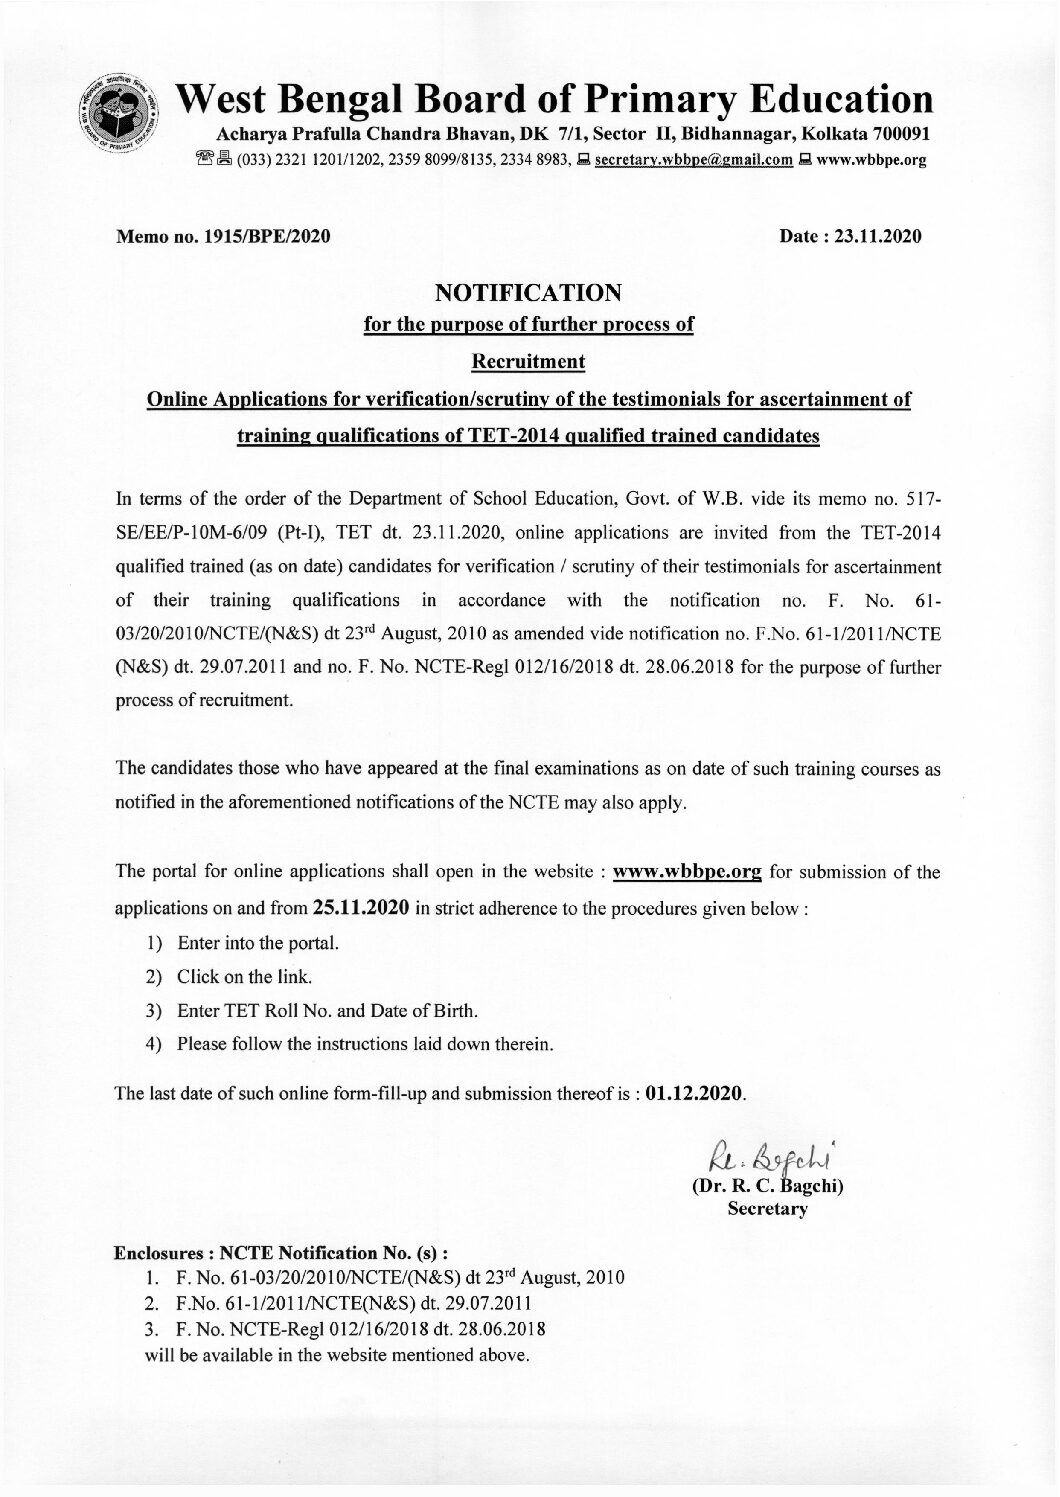 West Bengal Board of Primary Education
Acharya Prafulla Chandra Bhavan, DK 7/1, Sector II, Bidhannagar, Kolkata 700091
(033) 2321 1201/1202, 2359 8099/8135, 2334 8983, secretary.wbbpe@gmail.com www.wbbpe.org
Memo no. 1915/BPE/2020 Date : 23.11.2020
NOTIFICATION
for the purpose of further process of
Recruitment
Online Applications for verification/scrutiny of the testimonials for ascertainment of
training qualifications of TET-2014 qualified trained candidates
In terms of the order of the Department of School Education, Govt. of W.B. vide its memo no. 517-
SE/EE/P-10M-6/09 (Pt-I), TET dt. 23.11.2020, online applications are invited from the TET-2014
qualified trained (as on date) candidates for verification / scrutiny of their testimonials for ascertainment
of their training qualifications in accordance with the notification no. F. No. 61-
03/20/2010/NCTE/(N&S) dt 23rd August, 2010 as amended vide notification no. F.No. 61-1/2011/NCTE
(N&S) dt. 29.07.2011 and no. F. No. NCTE-Regl 012/16/2018 dt. 28.06.2018 for the purpose of further
process of recruitment.
The candidates those who have appeared at the final examinations as on date of such training courses as
notified in the aforementioned notifications of the NCTE may also apply.
The portal for online applications shall open in the website : www.wbbpe.org for submission of the
applications on and from 25.11.2020 in strict adherence to the procedures given below :
1) Enter into the portal.
2) Click on the link.
3) Enter TET Roll No. and Date of Birth.
4) Please follow the instructions laid down therein.
The last date of such online form-fill-up and submission thereof is : 01.12.2020.
(Dr. R. C. Bagchi)
Secretary
Enclosures : NCTE Notification No. (s) :
1. F. No. 61-03/20/2010/NCTE/(N&S) dt 23rd August, 2010
2. F.No. 61-1/2011/NCTE(N&S) dt. 29.07.2011
3. F. No. NCTE-Regl 012/16/2018 dt. 28.06.2018
will be available in the website mentioned above.